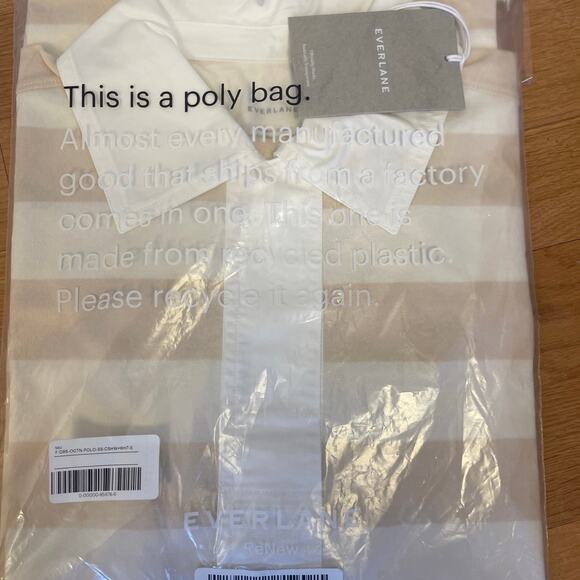 EVERLANE
This is a poly bag.
EVERLANE
Almost every manufactured
good that ships from a factory
comes in one. This one is
made from recycled plastic.
Please recycle it again.
EVERLANE
ReNew